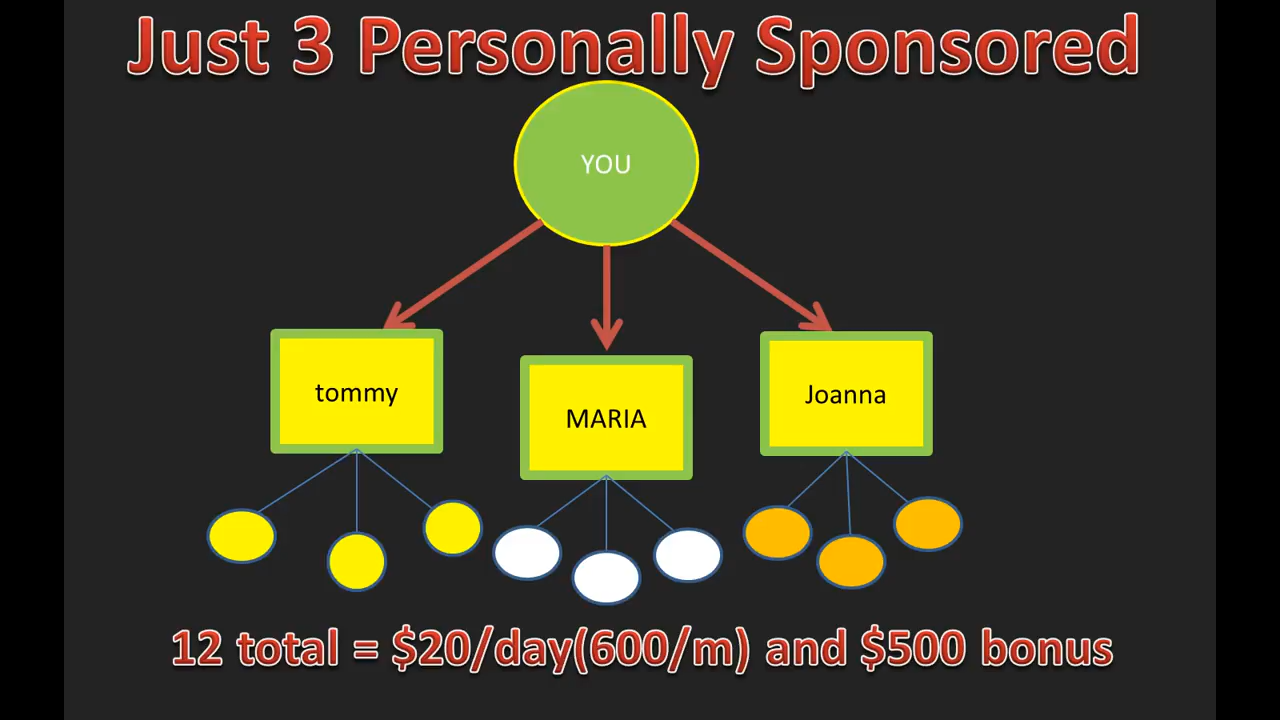 Just 3 Personally Sponsored
YOU
tommy
MARIA
Joanna
12 total = $20/day(600/m) and $500 bonus